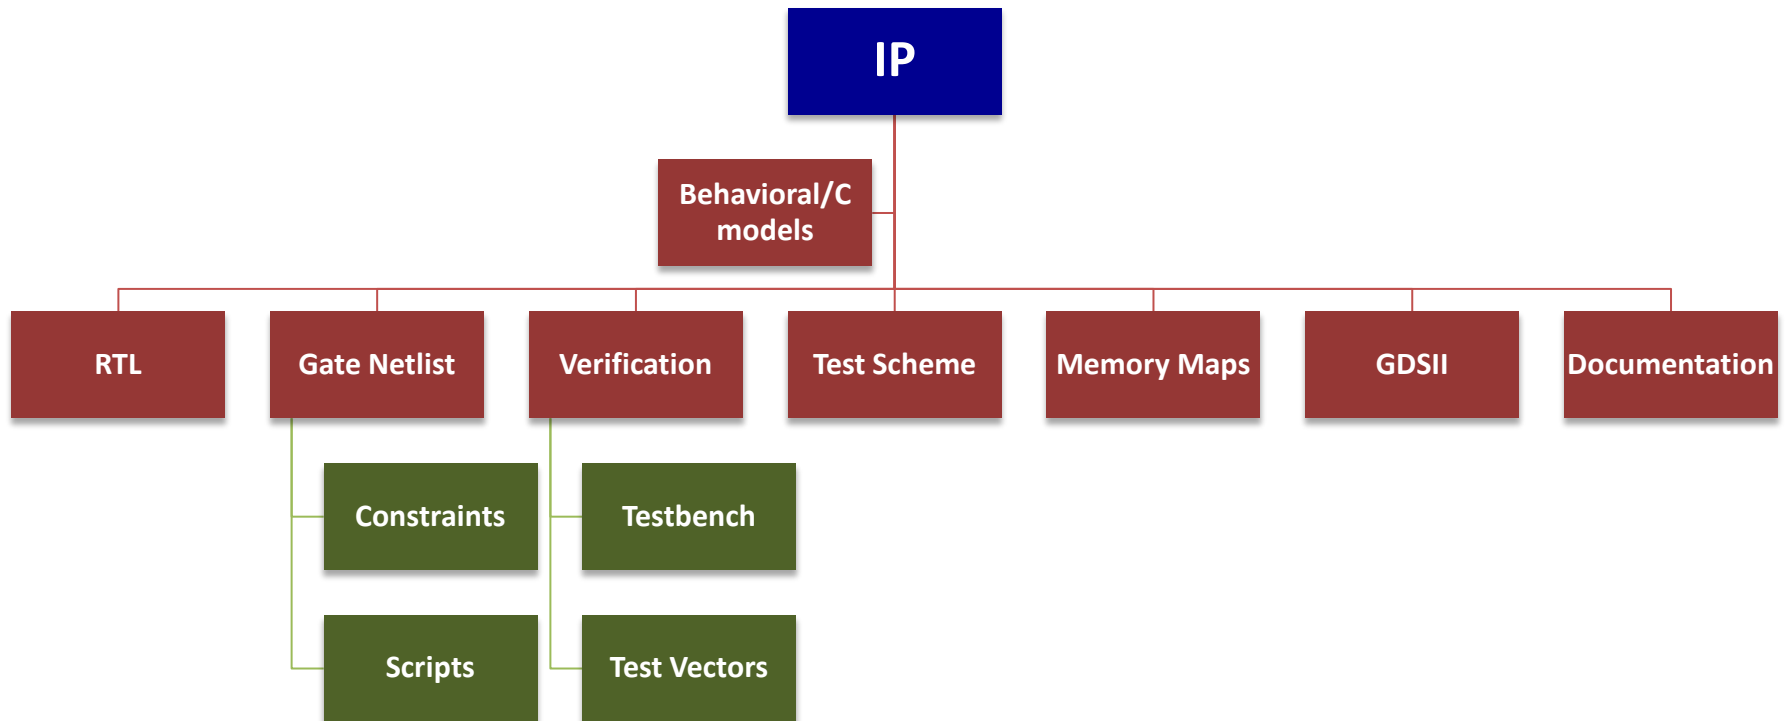 IP
Behavioral/C
models
RTL
Gate Netlist
Verification
Test Scheme
Memory Maps
GDSII
Documentation
Constraints
Testbench
Scripts
Test Vectors